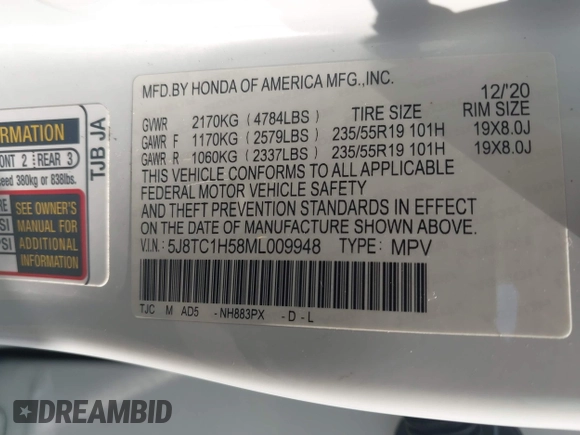 MFD.BY HONDA OF AMERICA MFG.,INC.
12/'20
GVWR 2170KG (4784LBS) TIRE SIZE RIM SIZE
GAWR F 1170KG (2579LBS) 235/55R19 101H 19X8.0J
GAWR R 1060KG (2337LBS) 235/55R19 101H 19X8.0J
THIS VEHICLE CONFORMS TO ALL APPLICABLE
FEDERAL MOTOR VEHICLE SAFETY
AND THEFT PREVENTION STANDARDS IN EFFECT
ON THE DATE OF MANUFACTURE SHOWN ABOVE.
V.I.N: 5J8TC1H58ML009948 TYPE: MPV
TJC M AD5 -NH883PX -D-L
TJB JA
FRONT 2 REAR 3
380kg or 838lbs.
SEE OWNER'S
MANUAL FOR
ADDITIONAL
INFORMATION
DREAMBID